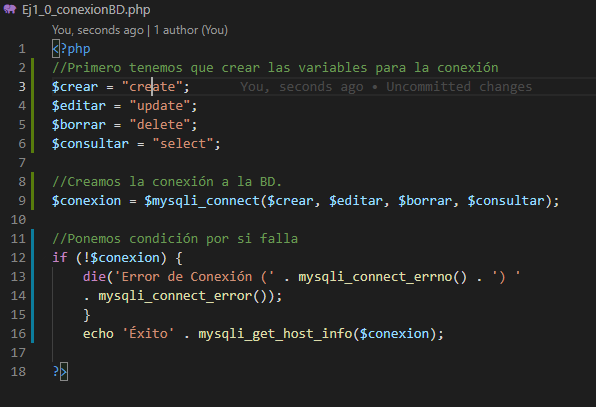 Ej1_0_conexionBD.php
You, seconds ago | 1 author (You)
1 <?php
2 //Primero tenemos que crear las variables para la conexión
3 $crear = "create"; You, seconds ago • Uncommitted changes
4 $editar = "update";
5 $borrar = "delete";
6 $consultar = "select";
7
8 //Creamos la conexión a la BD.
9 $conexion = $mysqli_connect($crear, $editar, $borrar, $consultar);
10
11 //Ponemos condición por si falla
12 if (!$conexion) {
13 die('Error de Conexión (' . mysqli_connect_errno() . ') '
14 . mysqli_connect_error());
15 }
16 echo 'Éxito' . mysqli_get_host_info($conexion);
17
18 ?>